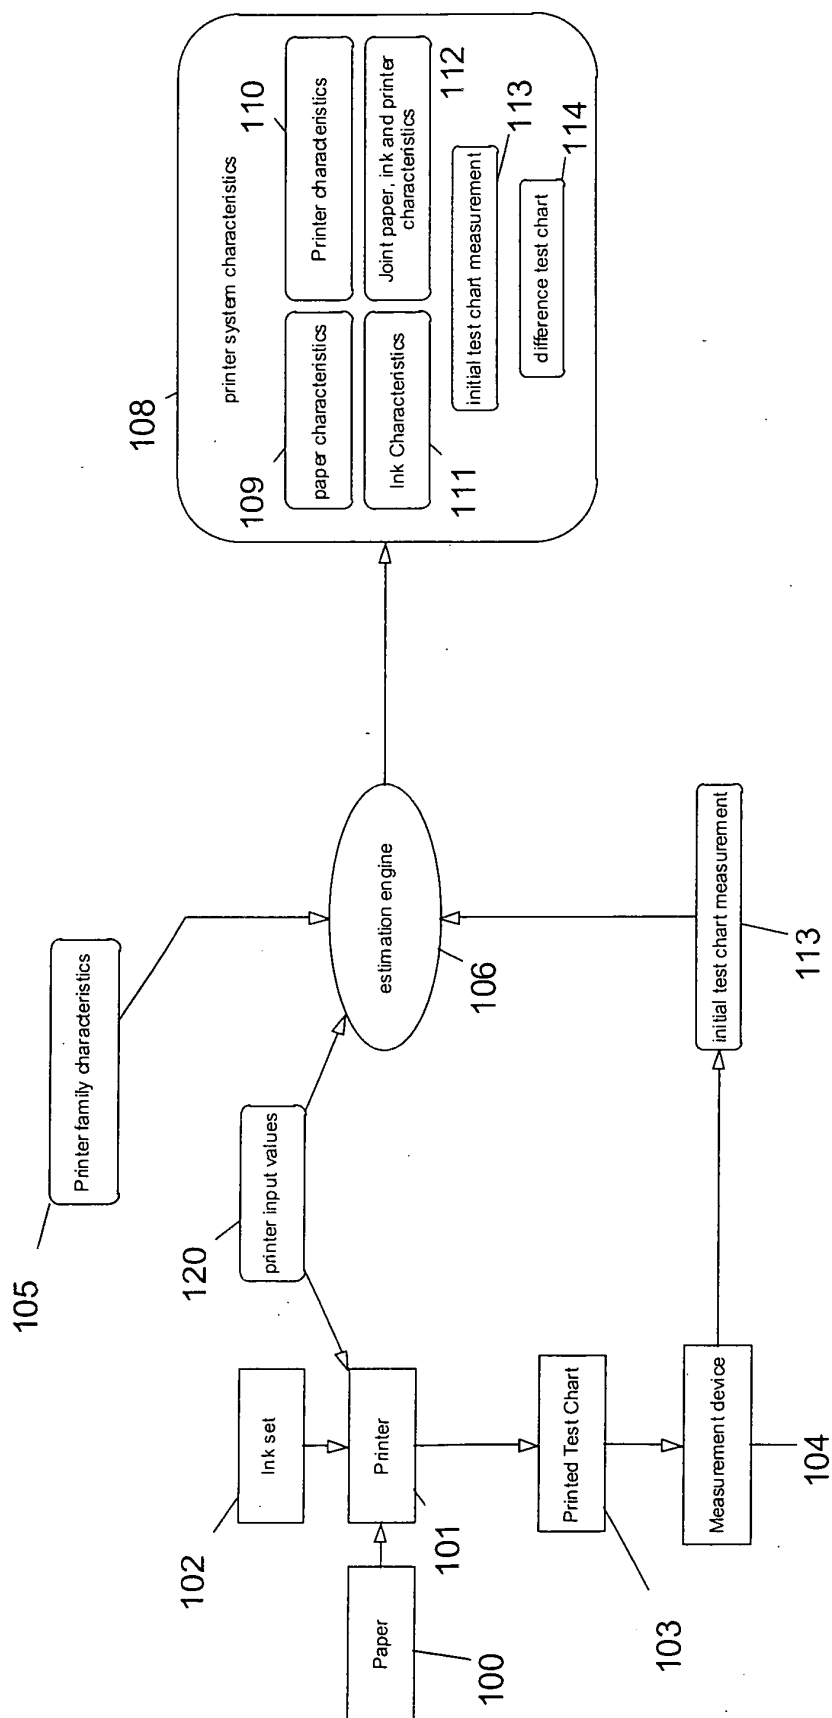 105
Printer family characteristics
102
Ink set
120
printer input values
100
Paper
101
Printer
103
Printed Test Chart
104
Measurement device
106
estimation engine
113
initial test chart measurement
108
printer system characteristics
109
paper characteristics
110
Printer characteristics
111
Ink Characteristics
112
Joint paper, ink and printer
characteristics
113
initial test chart measurement
114
difference test chart